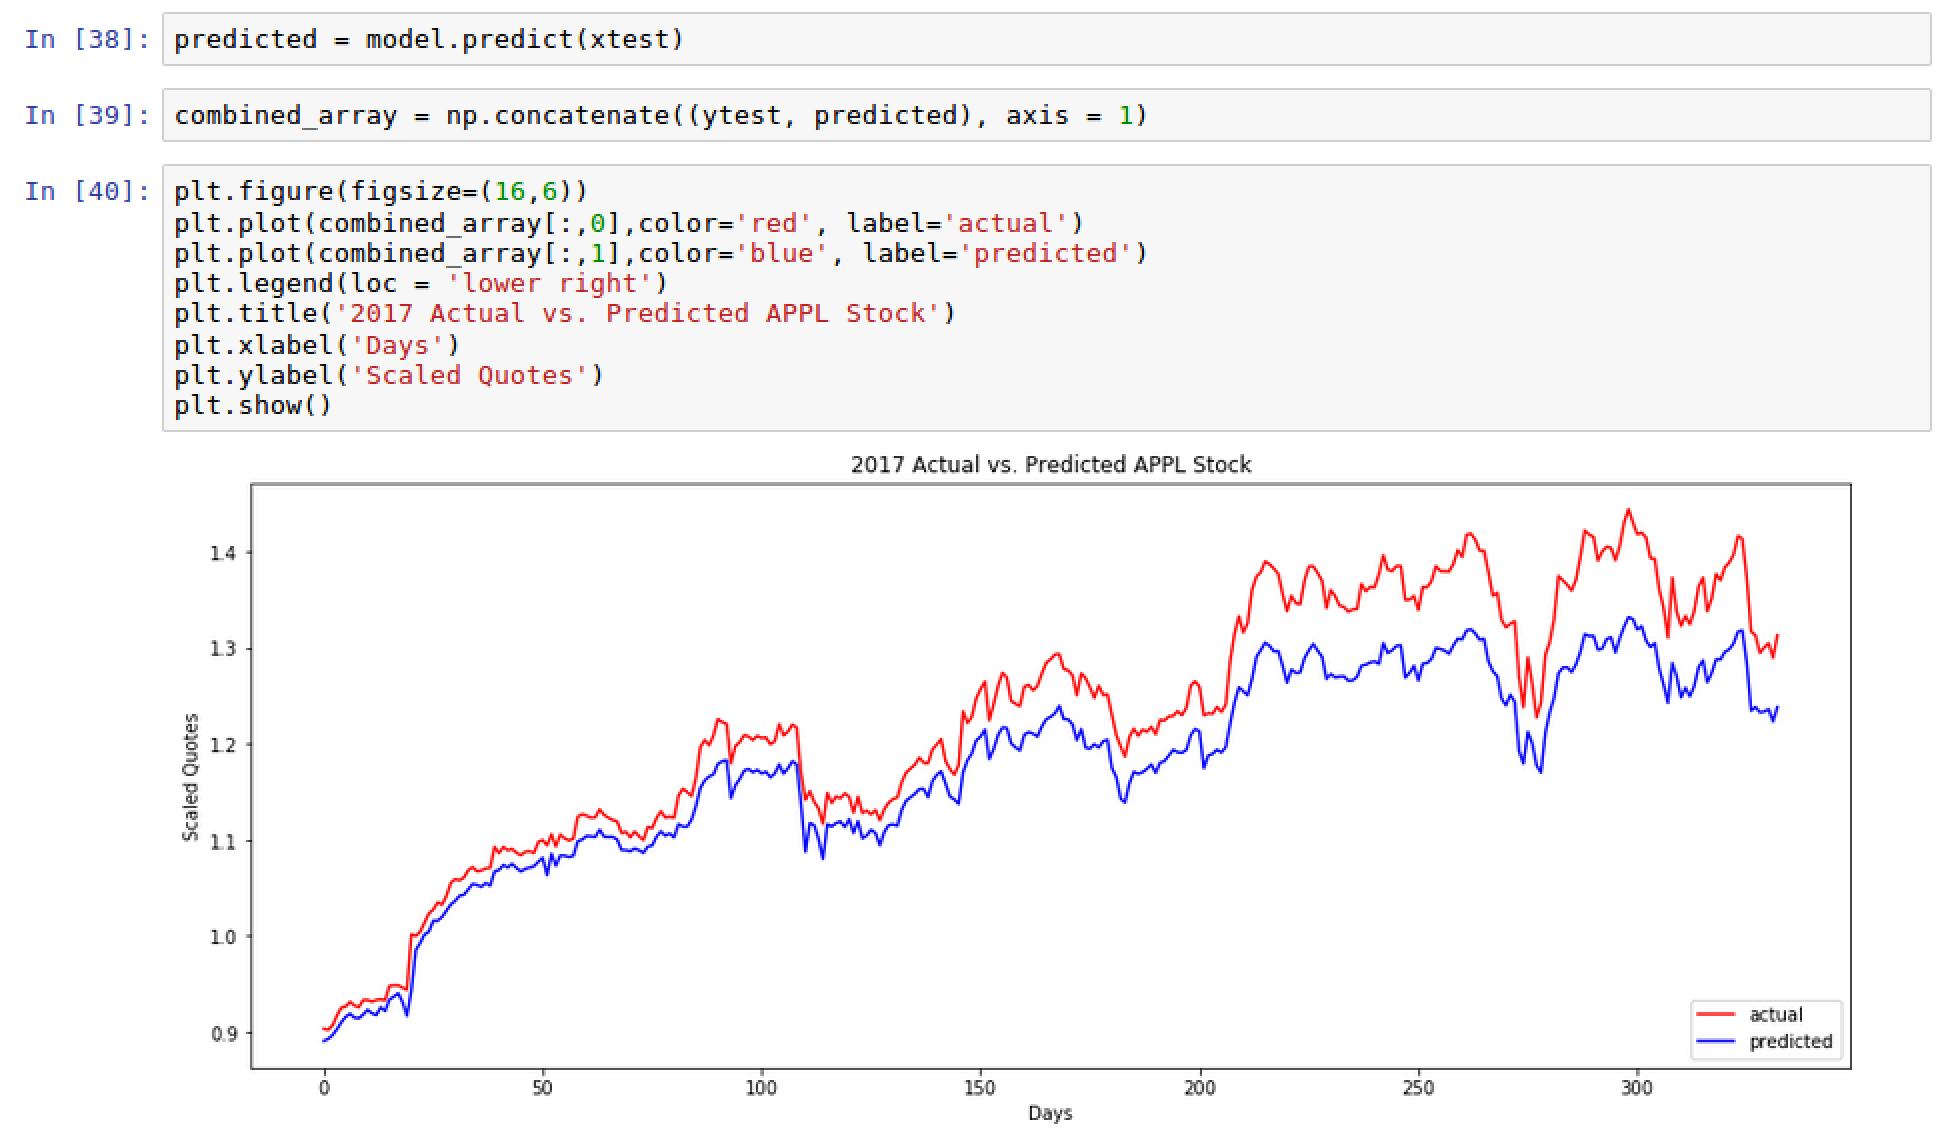 In [38]: predicted = model.predict(xtest)
In [39]: combined_array = np.concatenate((ytest, predicted), axis = 1)
In [40]: plt.figure(figsize=(16,6))
plt.plot(combined_array[:,0],color='red', label='actual')
plt.plot(combined_array[:,1],color='blue', label='predicted')
plt.legend(loc = 'lower right')
plt.title('2017 Actual vs. Predicted APPL Stock')
plt.xlabel('Days')
plt.ylabel('Scaled Quotes')
plt.show()
2017 Actual vs. Predicted APPL Stock
Scaled Quotes
1.4
1.3
1.2
1.1
1.0
0.9
actual
predicted
0 50 100 150 200 250 300
Days